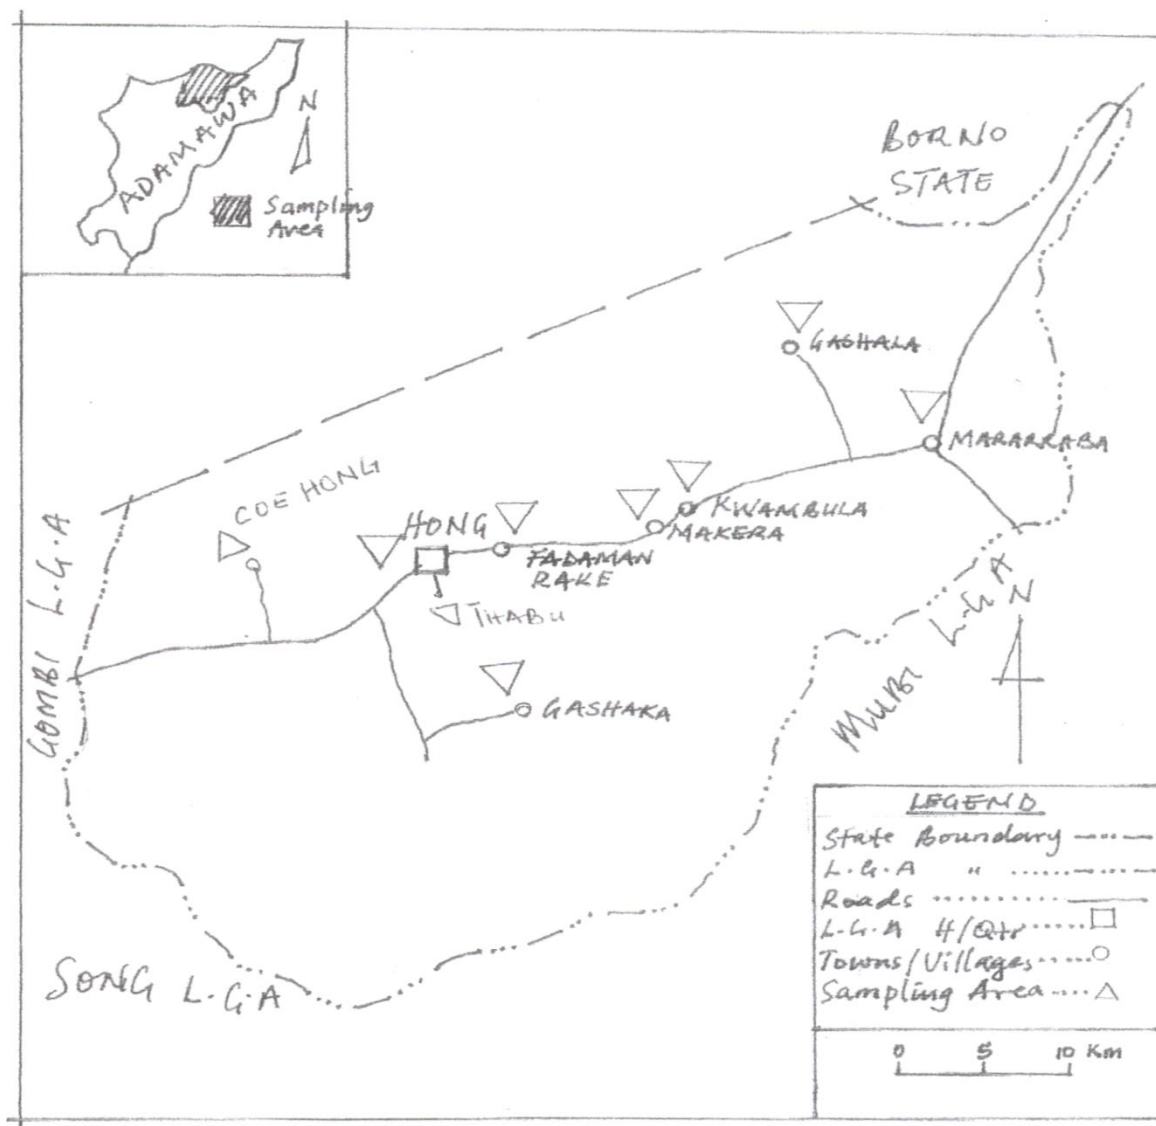 ADAMAWA
N
Sampling
Area
BORNO
STATE
GASHALA
MARARRABA
COE HONG
HONG
KWAMBULA
MAKERA
FADAMAN
RAKE
THABU
GASHAKA
GOMBI L.G.A
MUBI L.G.A
N
SONG L.G.A
LEGEND
State Boundary
L.G.A "
Roads
L.G.A H/Qtr
Towns/Villages
Sampling Area
0 5 10 Km